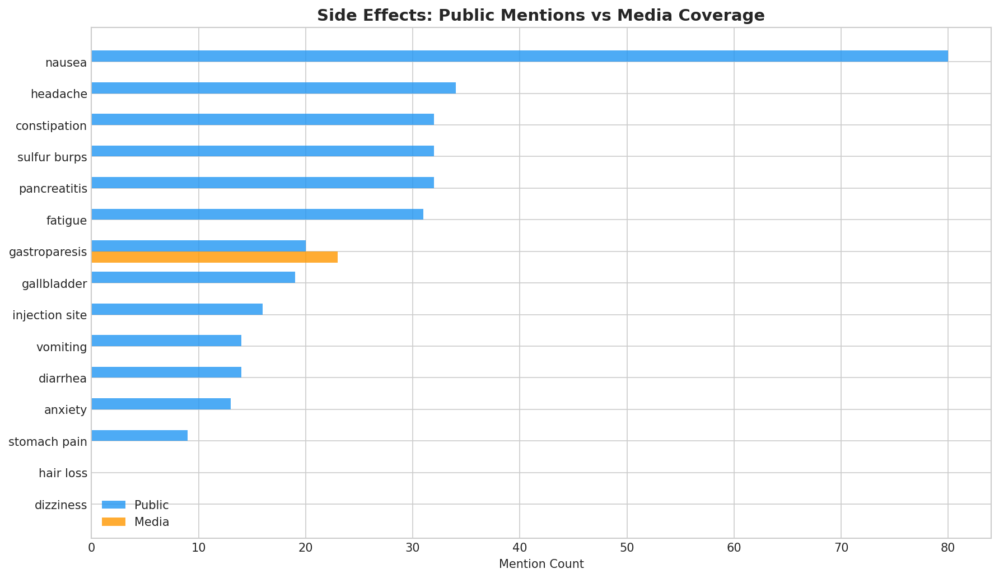 Side Effects: Public Mentions vs Media Coverage
nausea
headache
constipation
sulfur burps
pancreatitis
fatigue
gastroparesis
gallbladder
injection site
vomiting
diarrhea
anxiety
stomach pain
hair loss
dizziness
Public
Media
0 10 20 30 40 50 60 70 80
Mention Count